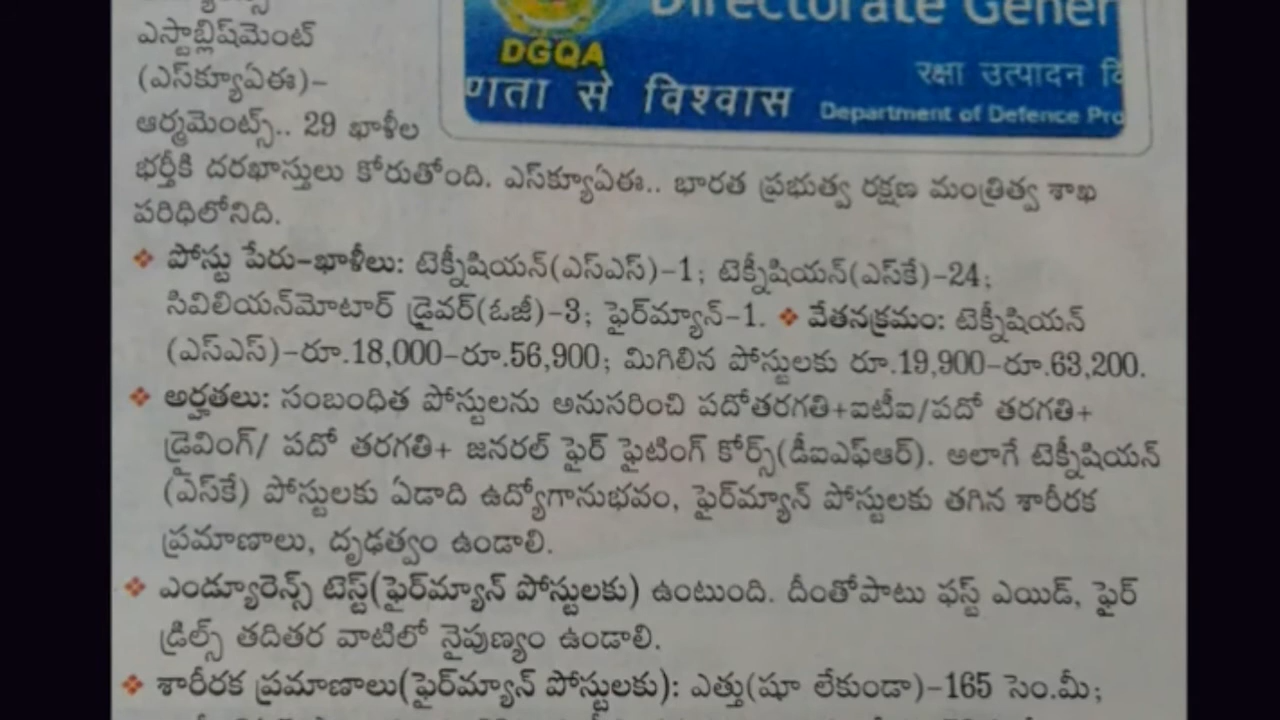 Directorate Gener
DGQA
रक्षा उत्पादन वि
णता से विश्वास
Department of Defence Pro
ఎస్టాబ్లిష్‌మెంట్
(ఎస్‌క్యూఏఈ)–
ఆర్మమెంట్స్.. 29 ఖాళీల
భర్తీకి దరఖాస్తులు కోరుతోంది. ఎస్‌క్యూఏఈ.. భారత ప్రభుత్వ రక్షణ మంత్రిత్వ శాఖ
పరిధిలోనిది.
❖ పోస్టు పేరు–ఖాళీలు: టెక్నీషియన్(ఎస్ఎస్)–1; టెక్నీషియన్(ఎస్‌కే)–24;
సివిలియన్‌మోటార్ డ్రైవర్(ఓజీ)–3; ఫైర్‌మ్యాన్–1. ❖ వేతనక్రమం: టెక్నీషియన్
(ఎస్ఎస్)–రూ.18,000–రూ.56,900; మిగిలిన పోస్టులకు రూ.19,900–రూ.63,200.
❖ అర్హతలు: సంబంధిత పోస్టులను అనుసరించి పదోతరగతి+ఐటీఐ/పదో తరగతి+
డ్రైవింగ్/ పదో తరగతి+ జనరల్ ఫైర్ ఫైటింగ్ కోర్స్(డీఐఎఫ్ఆర్). అలాగే టెక్నీషియన్
(ఎస్‌కే) పోస్టులకు ఏడాది ఉద్యోగానుభవం, ఫైర్‌మ్యాన్ పోస్టులకు తగిన శారీరక
ప్రమాణాలు, దృఢత్వం ఉండాలి.
❖ ఎండ్యూరెన్స్ టెస్ట్(ఫైర్‌మ్యాన్ పోస్టులకు) ఉంటుంది. దీంతోపాటు ఫస్ట్ ఎయిడ్, ఫైర్
డ్రిల్స్ తదితర వాటిలో నైపుణ్యం ఉండాలి.
❖ శారీరక ప్రమాణాలు(ఫైర్‌మ్యాన్ పోస్టులకు): ఎత్తు(షూ లేకుండా)–165 సెం.మీ;